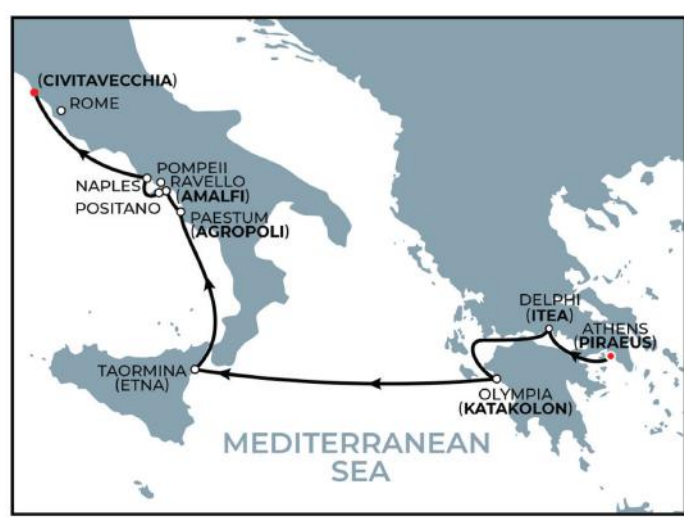 (CIVITAVECCHIA)
ROME
POMPEII
NAPLES
RAVELLO
(AMALFI)
POSITANO
PAESTUM
(AGROPOLI)
DELPHI
(ITEA)
ATHENS
(PIRAEUS)
TAORMINA
(ETNA)
OLYMPIA
(KATAKOLON)
MEDITERRANEAN
SEA